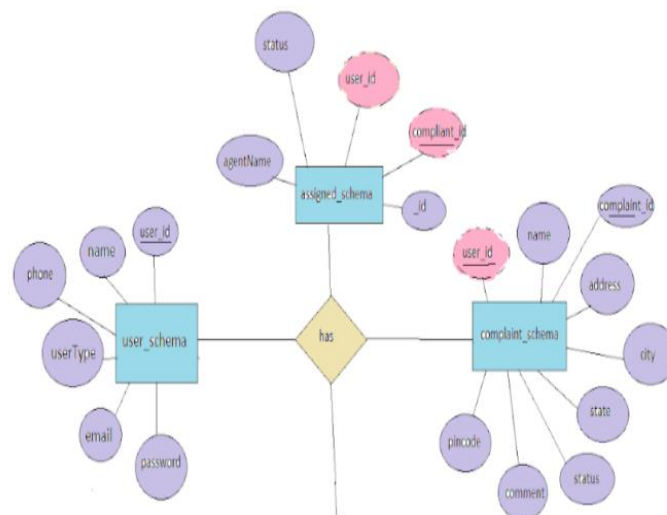 status
user_id
compliant_id
agentName
assigned_schema
_id
complaint_id
name
user_id
address
user_id
name
phone
user_schema
has
complaint_schema
city
userType
state
email
pincode
password
status
comment